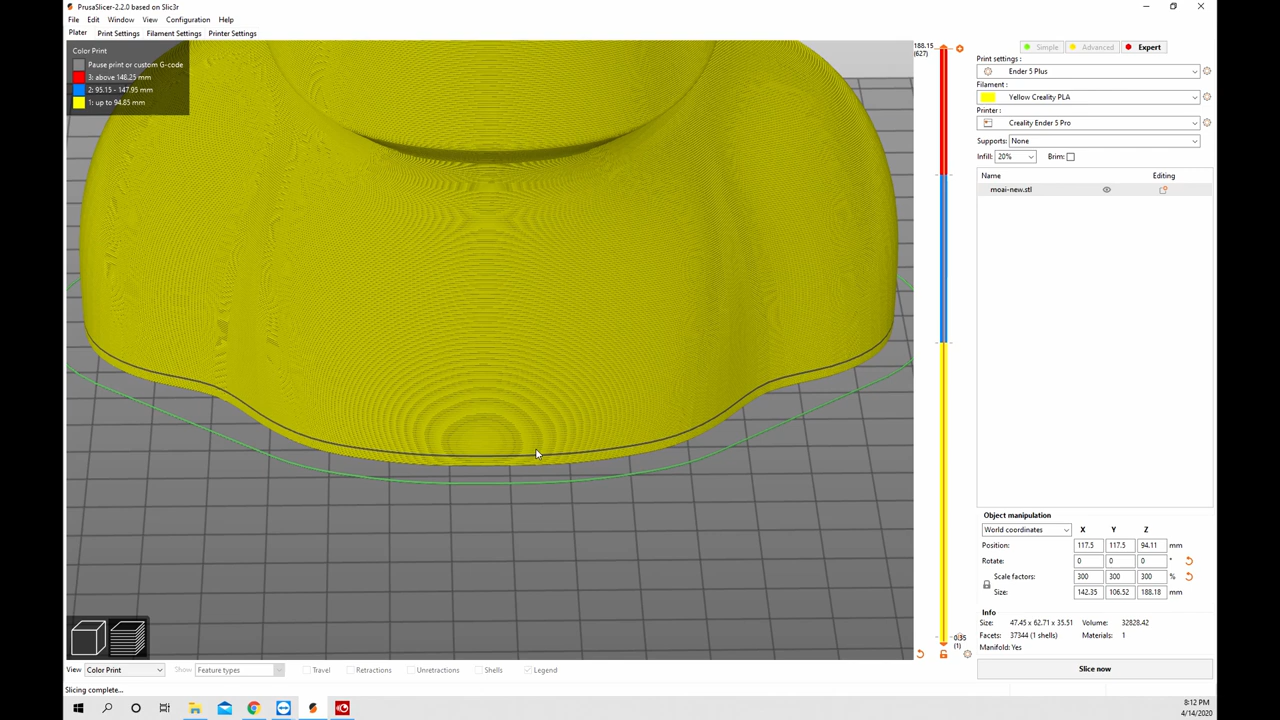 PrusaSlicer-2.2.0 based on Slic3r
File Edit Window View Configuration Help
Plater Print Settings Filament Settings Printer Settings
Color Print
Pause print or custom G-code
3: above 148.25 mm
2: 95.15 - 147.95 mm
1: up to 94.85 mm
188.15
(627)
Simple Advanced Expert
Print settings :
Ender 5 Plus
Filament :
Yellow Creality PLA
Printer :
Creality Ender 5 Pro
Supports: None
Infill: 20% Brim:
Name Editing
moai-new.stl
Object manipulation
World coordinates X Y Z
Position: 117.5 117.5 94.11 mm
Rotate: 0 0 0 °
Scale factors: 300 300 300 %
Size: 142.35 106.52 188.18 mm
Info
Size: 47.45 x 62.71 x 35.51 Volume: 32828.42
Facets: 37344 (1 shells) Materials: 1
Manifold: Yes
0.35
(1)
Slice now
View Color Print Show Feature types Travel Retractions Unretractions Shells Legend
Slicing complete...
8:12 PM
4/14/2020